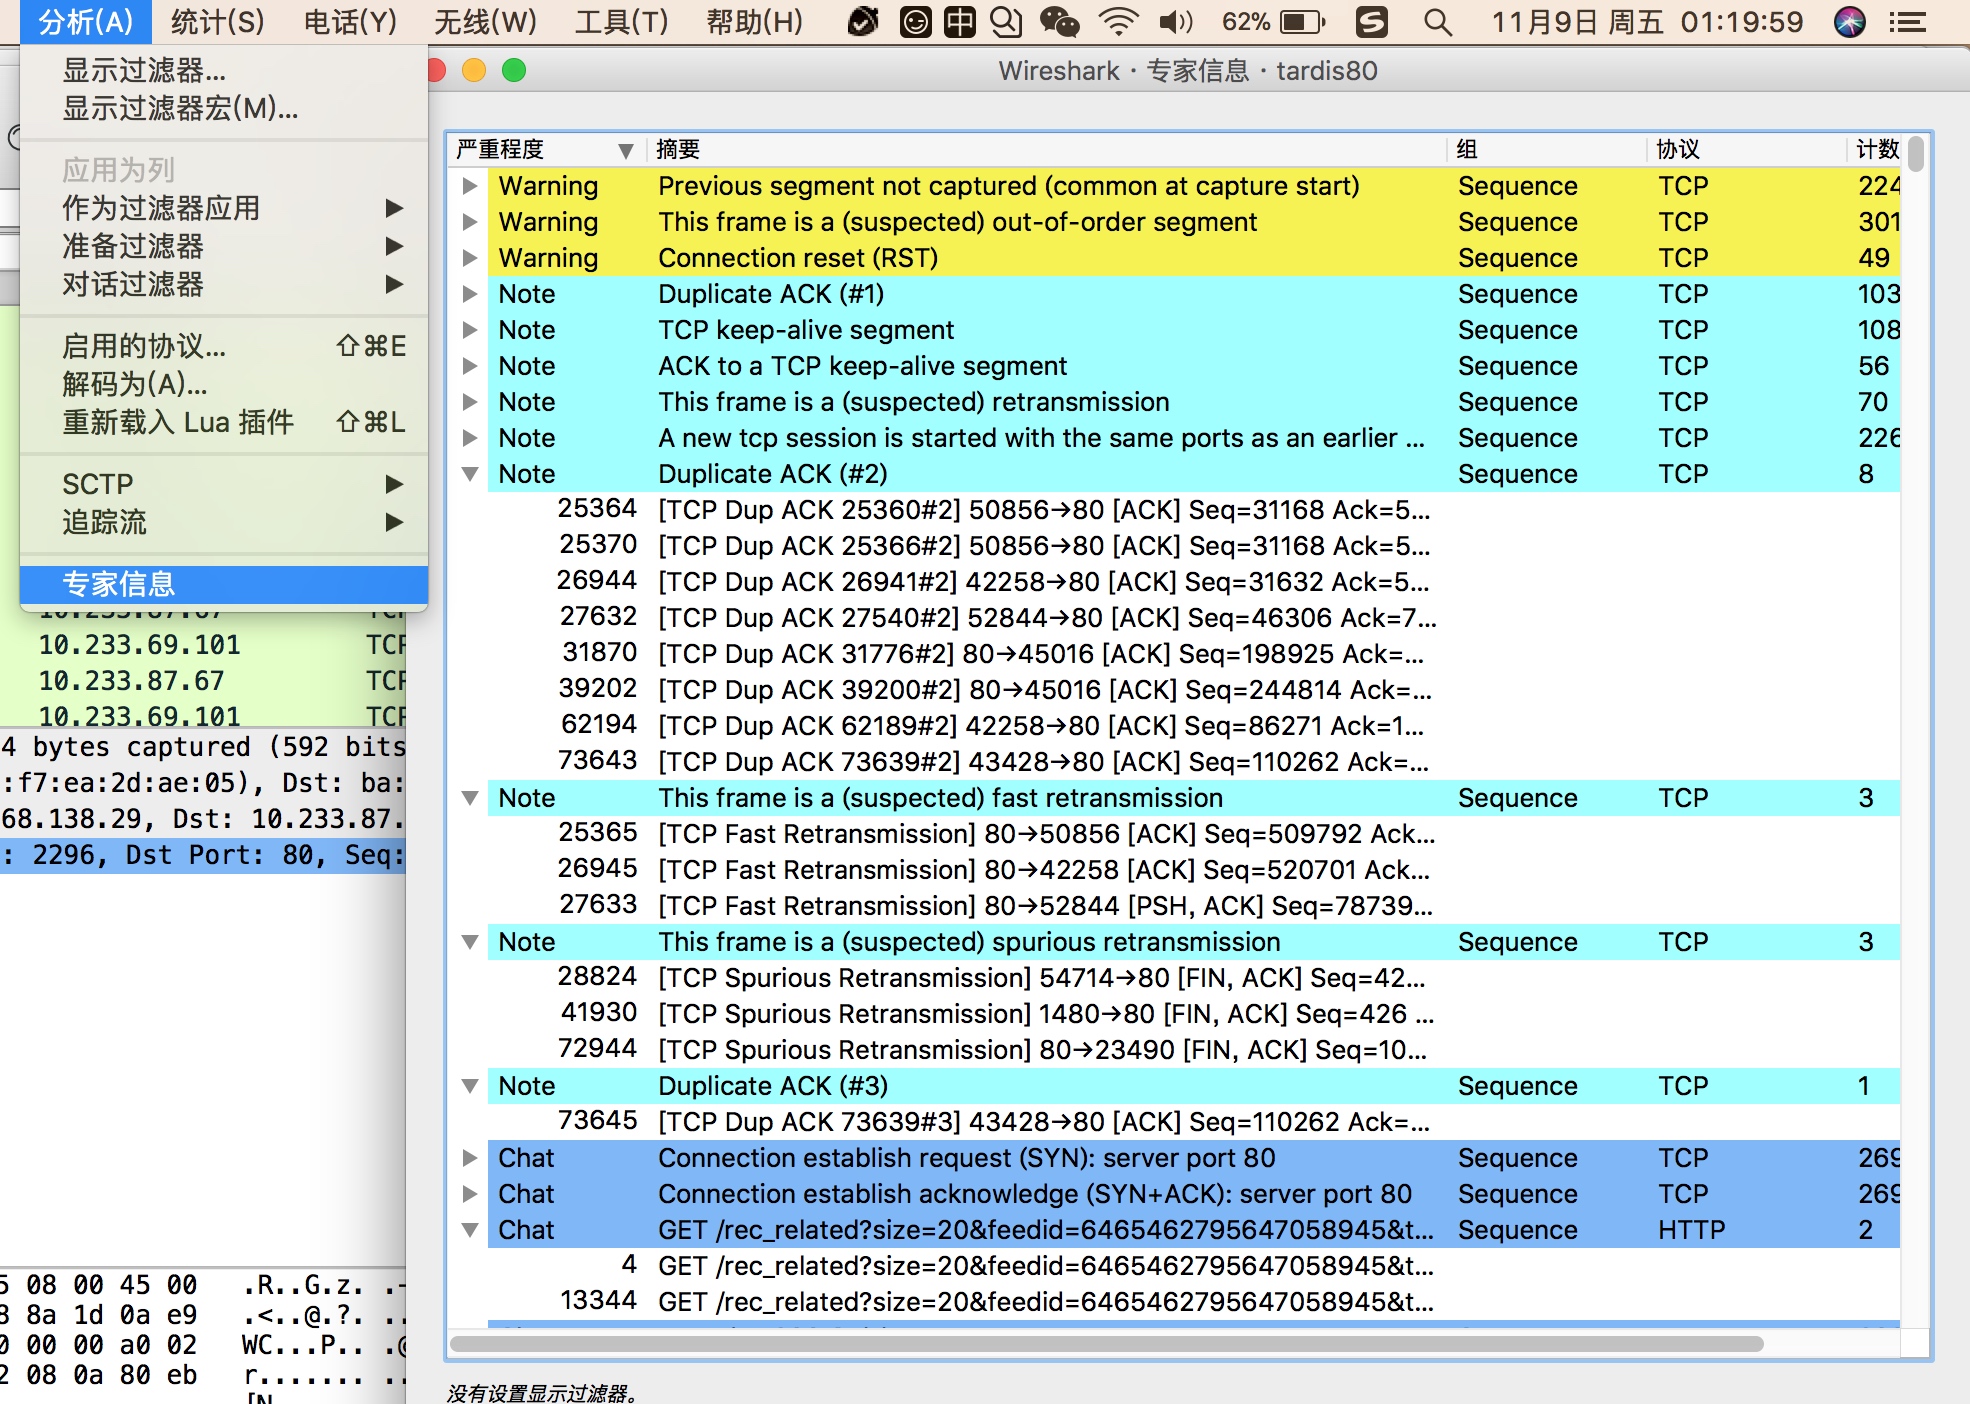 分析(A) 统计(S) 电话(Y) 无线(W) 工具(T) 帮助(H) 中 62% S 11月9日 周五 01:19:59
显示过滤器...
显示过滤器宏(M)...
应用为列
作为过滤器应用
准备过滤器
对话过滤器
启用的协议... ⇧⌘E
解码为(A)...
重新载入 Lua 插件 ⇧⌘L
SCTP
追踪流
专家信息
10.233.87.67 TCP
10.233.69.101 TCP
10.233.87.67 TCP
10.233.69.101 TCP
4 bytes captured (592 bits
:f7:ea:2d:ae:05), Dst: ba:
68.138.29, Dst: 10.233.87.
: 2296, Dst Port: 80, Seq:
5 08 00 45 00 .R..G.z. .
8 8a 1d 0a e9 .<..@.?. ..
0 00 00 a0 02 WC...P.. .@
2 08 0a 80 eb r....... ..
[N
Wireshark · 专家信息 · tardis80
严重程度 摘要 组 协议 计数
Warning Previous segment not captured (common at capture start) Sequence TCP 224
Warning This frame is a (suspected) out-of-order segment Sequence TCP 301
Warning Connection reset (RST) Sequence TCP 49
Note Duplicate ACK (#1) Sequence TCP 103
Note TCP keep-alive segment Sequence TCP 108
Note ACK to a TCP keep-alive segment Sequence TCP 56
Note This frame is a (suspected) retransmission Sequence TCP 70
Note A new tcp session is started with the same ports as an earlier ... Sequence TCP 226
Note Duplicate ACK (#2) Sequence TCP 8
25364 [TCP Dup ACK 25360#2] 50856→80 [ACK] Seq=31168 Ack=5...
25370 [TCP Dup ACK 25366#2] 50856→80 [ACK] Seq=31168 Ack=5...
26944 [TCP Dup ACK 26941#2] 42258→80 [ACK] Seq=31632 Ack=5...
27632 [TCP Dup ACK 27540#2] 52844→80 [ACK] Seq=46306 Ack=7...
31870 [TCP Dup ACK 31776#2] 80→45016 [ACK] Seq=198925 Ack=...
39202 [TCP Dup ACK 39200#2] 80→45016 [ACK] Seq=244814 Ack=...
62194 [TCP Dup ACK 62189#2] 42258→80 [ACK] Seq=86271 Ack=1...
73643 [TCP Dup ACK 73639#2] 43428→80 [ACK] Seq=110262 Ack=...
Note This frame is a (suspected) fast retransmission Sequence TCP 3
25365 [TCP Fast Retransmission] 80→50856 [ACK] Seq=509792 Ack...
26945 [TCP Fast Retransmission] 80→42258 [ACK] Seq=520701 Ack...
27633 [TCP Fast Retransmission] 80→52844 [PSH, ACK] Seq=78739...
Note This frame is a (suspected) spurious retransmission Sequence TCP 3
28824 [TCP Spurious Retransmission] 54714→80 [FIN, ACK] Seq=42...
41930 [TCP Spurious Retransmission] 1480→80 [FIN, ACK] Seq=426 ...
72944 [TCP Spurious Retransmission] 80→23490 [FIN, ACK] Seq=10...
Note Duplicate ACK (#3) Sequence TCP 1
73645 [TCP Dup ACK 73639#3] 43428→80 [ACK] Seq=110262 Ack=...
Chat Connection establish request (SYN): server port 80 Sequence TCP 269
Chat Connection establish acknowledge (SYN+ACK): server port 80 Sequence TCP 269
Chat GET /rec_related?size=20&feedid=6465462795647058945&t... Sequence HTTP 2
4 GET /rec_related?size=20&feedid=6465462795647058945&t...
13344 GET /rec_related?size=20&feedid=6465462795647058945&t...
没有设置显示过滤器。